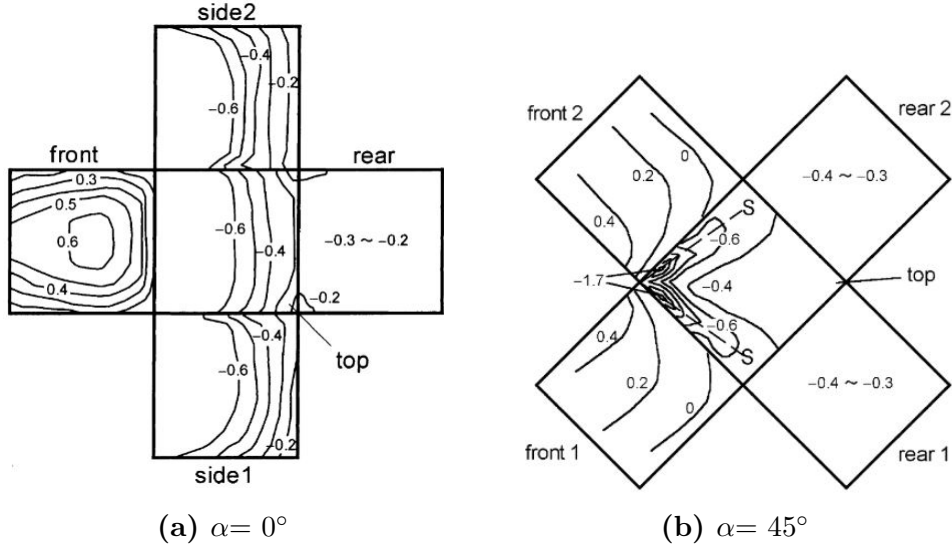 side2
−0.4
−0.2
−0.6
front
rear
0.3
0.5
0.6
0.4
−0.6
−0.4
−0.3 ~ −0.2
−0.2
top
−0.4
−0.6
−0.2
side1
(a) α= 0°
front 2
rear 2
0
0.2
0.4
−0.4 ~ −0.3
S
−0.6
−1.7
−0.4
top
−0.6
S
0.4
0.2
0
−0.4 ~ −0.3
front 1
rear 1
(b) α= 45°